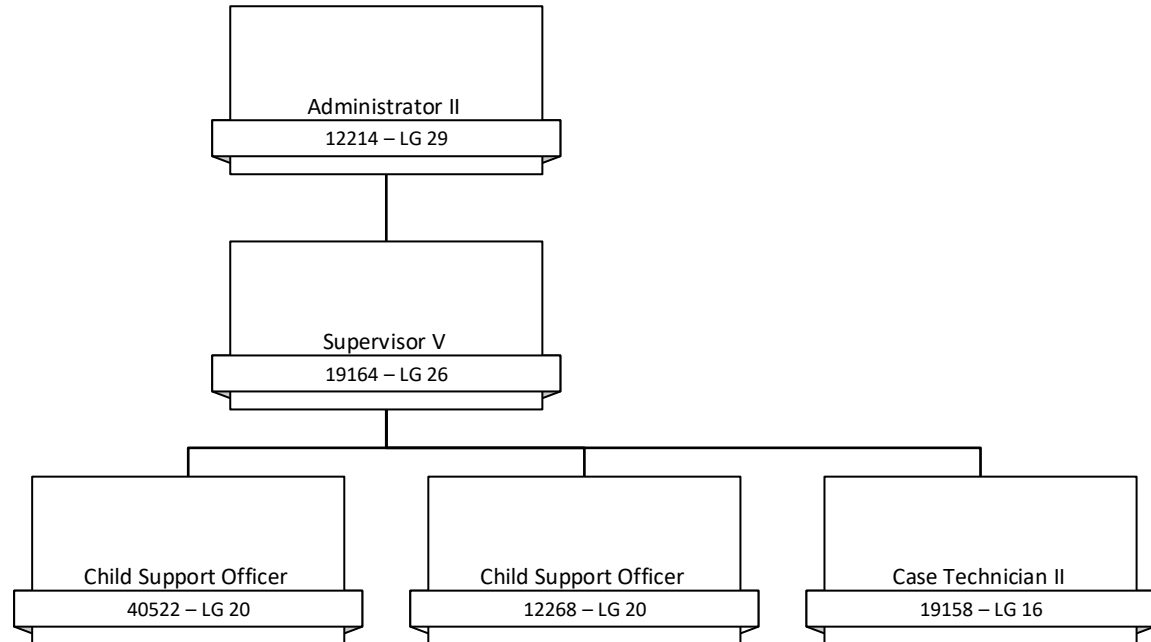 Administrator II
12214 – LG 29
Supervisor V
19164 – LG 26
Child Support Officer
40522 – LG 20
Child Support Officer
12268 – LG 20
Case Technician II
19158 – LG 16